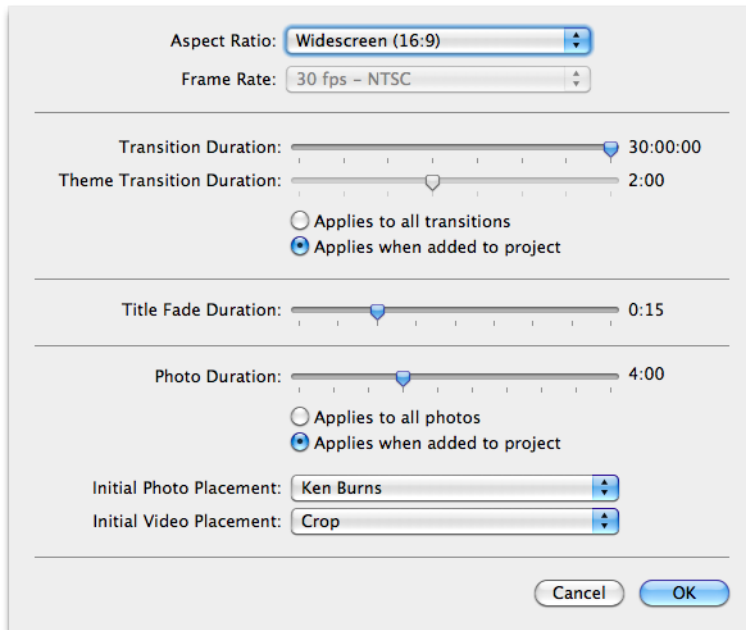 Aspect Ratio: Widescreen (16:9)
Frame Rate: 30 fps – NTSC
Transition Duration: 30:00:00
Theme Transition Duration: 2:00
Applies to all transitions
Applies when added to project
Title Fade Duration: 0:15
Photo Duration: 4:00
Applies to all photos
Applies when added to project
Initial Photo Placement: Ken Burns
Initial Video Placement: Crop
Cancel OK